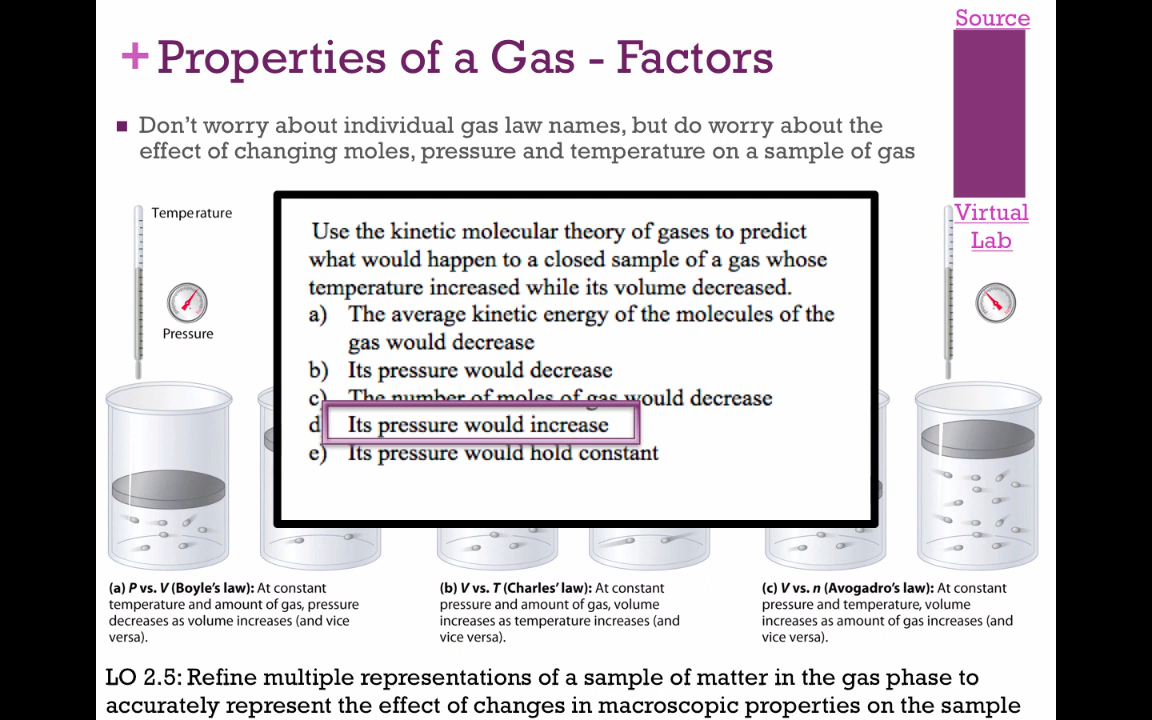 Source
+ Properties of a Gas - Factors
Don't worry about individual gas law names, but do worry about the
effect of changing moles, pressure and temperature on a sample of gas
Temperature
Pressure
Virtual
Lab
Use the kinetic molecular theory of gases to predict
what would happen to a closed sample of a gas whose
temperature increased while its volume decreased.
a) The average kinetic energy of the molecules of the
gas would decrease
b) Its pressure would decrease
c) The number of moles of gas would decrease
d Its pressure would increase
e) Its pressure would hold constant
(a) P vs. V (Boyle's law): At constant
temperature and amount of gas, pressure
decreases as volume increases (and vice
versa).
(b) V vs. T (Charles' law): At constant
pressure and amount of gas, volume
increases as temperature increases (and
vice versa).
(c) V vs. n (Avogadro's law): At constant
pressure and temperature, volume
increases as amount of gas increases (and
vice versa).
LO 2.5: Refine multiple representations of a sample of matter in the gas phase to
accurately represent the effect of changes in macroscopic properties on the sample